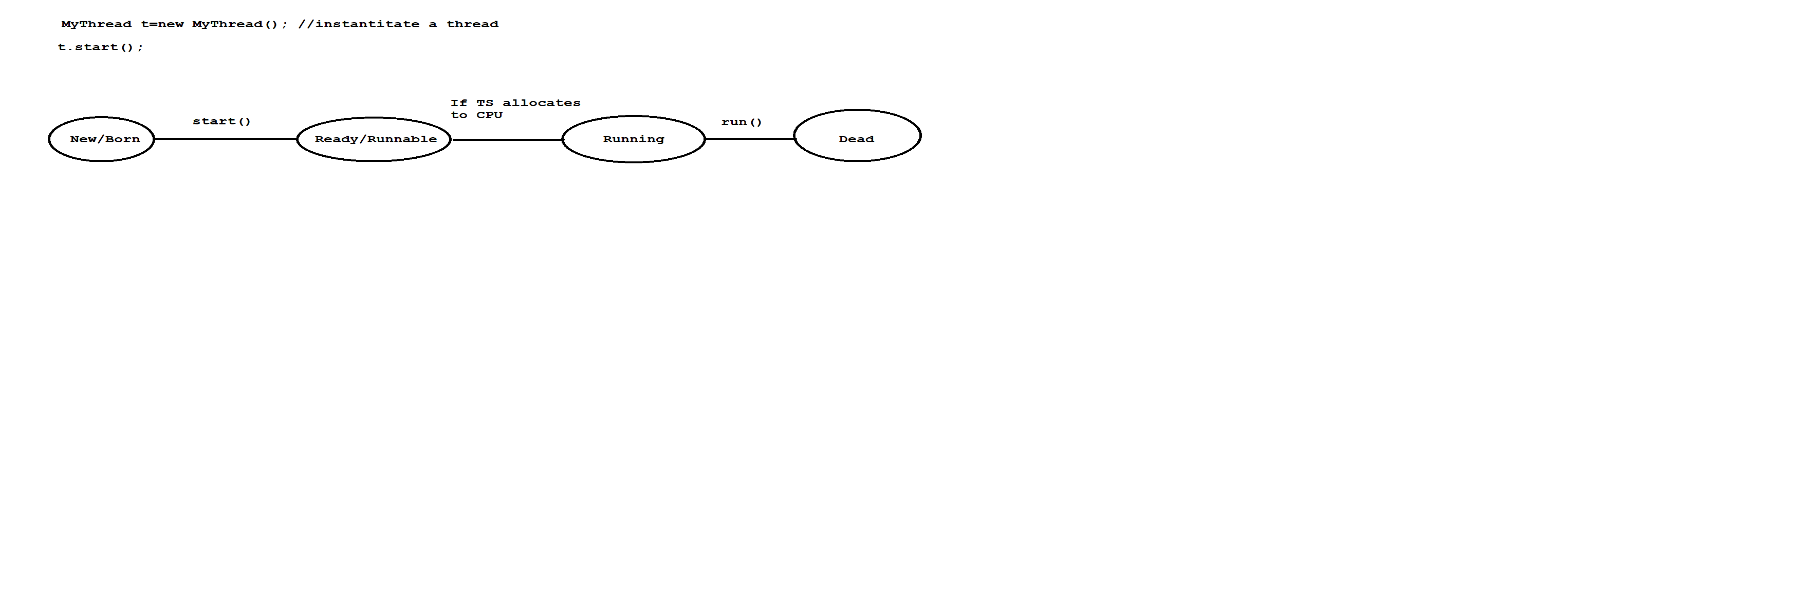 MyThread t=new MyThread(); //instantitate a thread
t.start();
If TS allocates
to CPU
start()
run()
New/Born
Ready/Runnable
Running
Dead